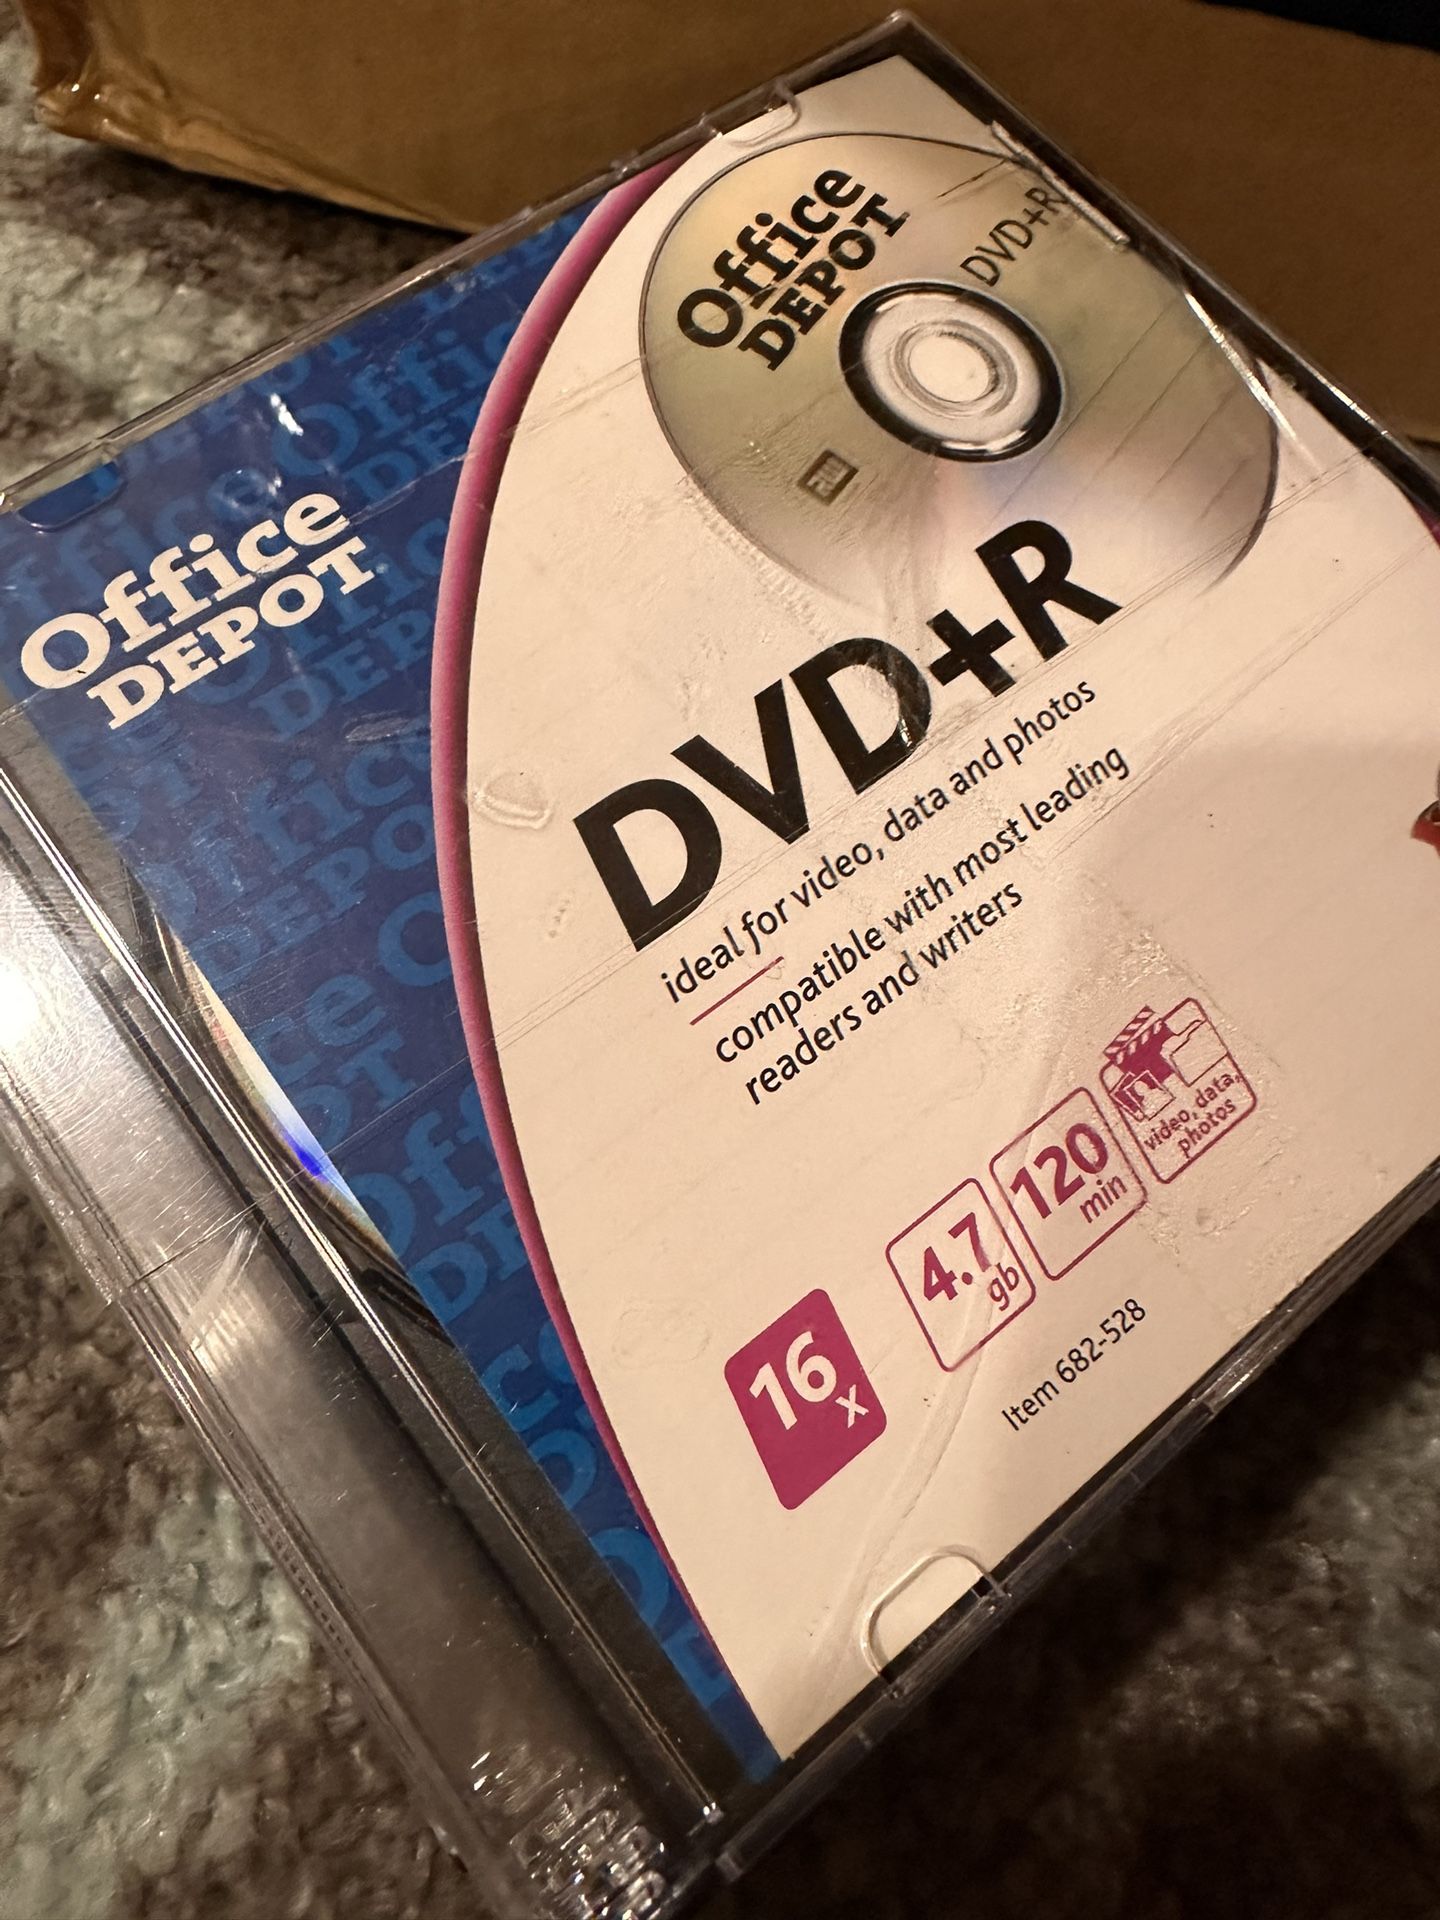 Office
DEPOT
DVD+R
Office
DEPOT
DVD+R
ideal for video, data and photos
compatible with most leading
readers and writers
16x
4.7
gb
120
min
video, data,
photos
Item 682-528